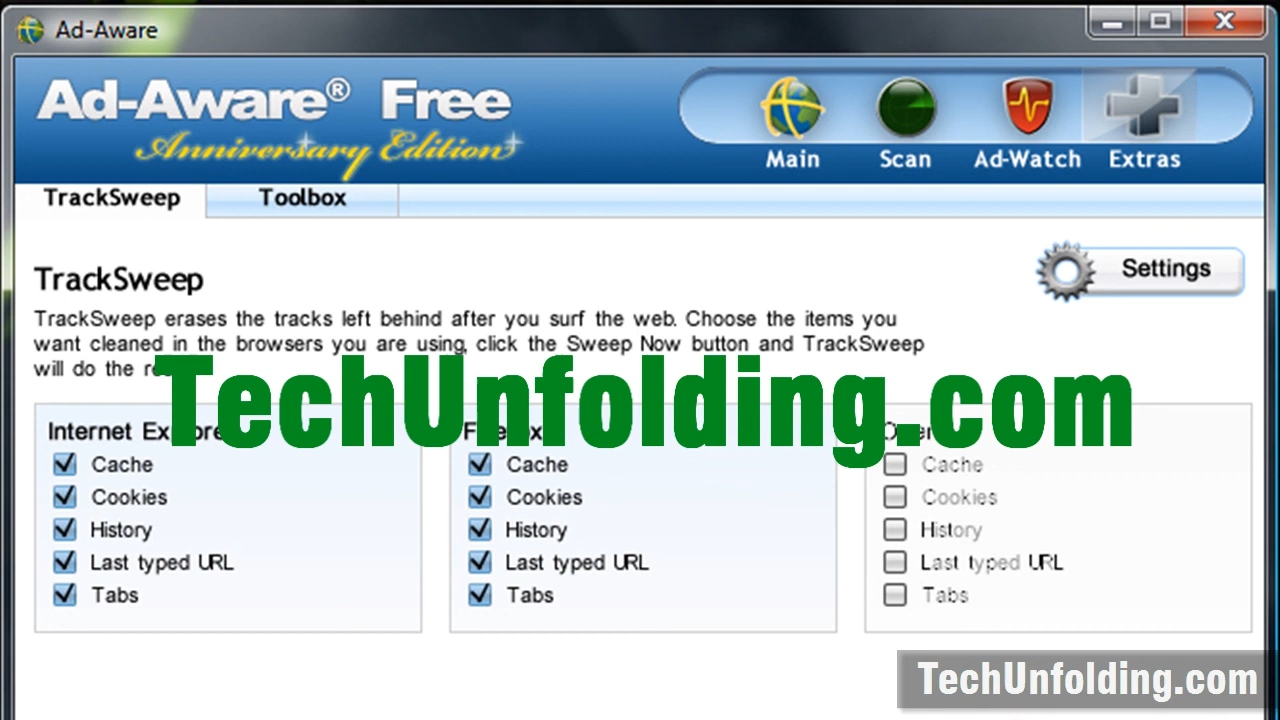 Ad-Aware
Ad-Aware® Free
Anniversary Edition
Main Scan Ad-Watch Extras
TrackSweep Toolbox
Settings
TrackSweep
TrackSweep erases the tracks left behind after you surf the web. Choose the items you
want cleaned in the browsers you are using, click the Sweep Now button and TrackSweep
will do the
TechUnfolding.com
Internet
Cache
Cookies
History
Last typed URL
Tabs
Cache
Cookies
History
Last typed URL
Tabs
Cache
Cookies
History
Last typed URL
Tabs
TechUnfolding.com